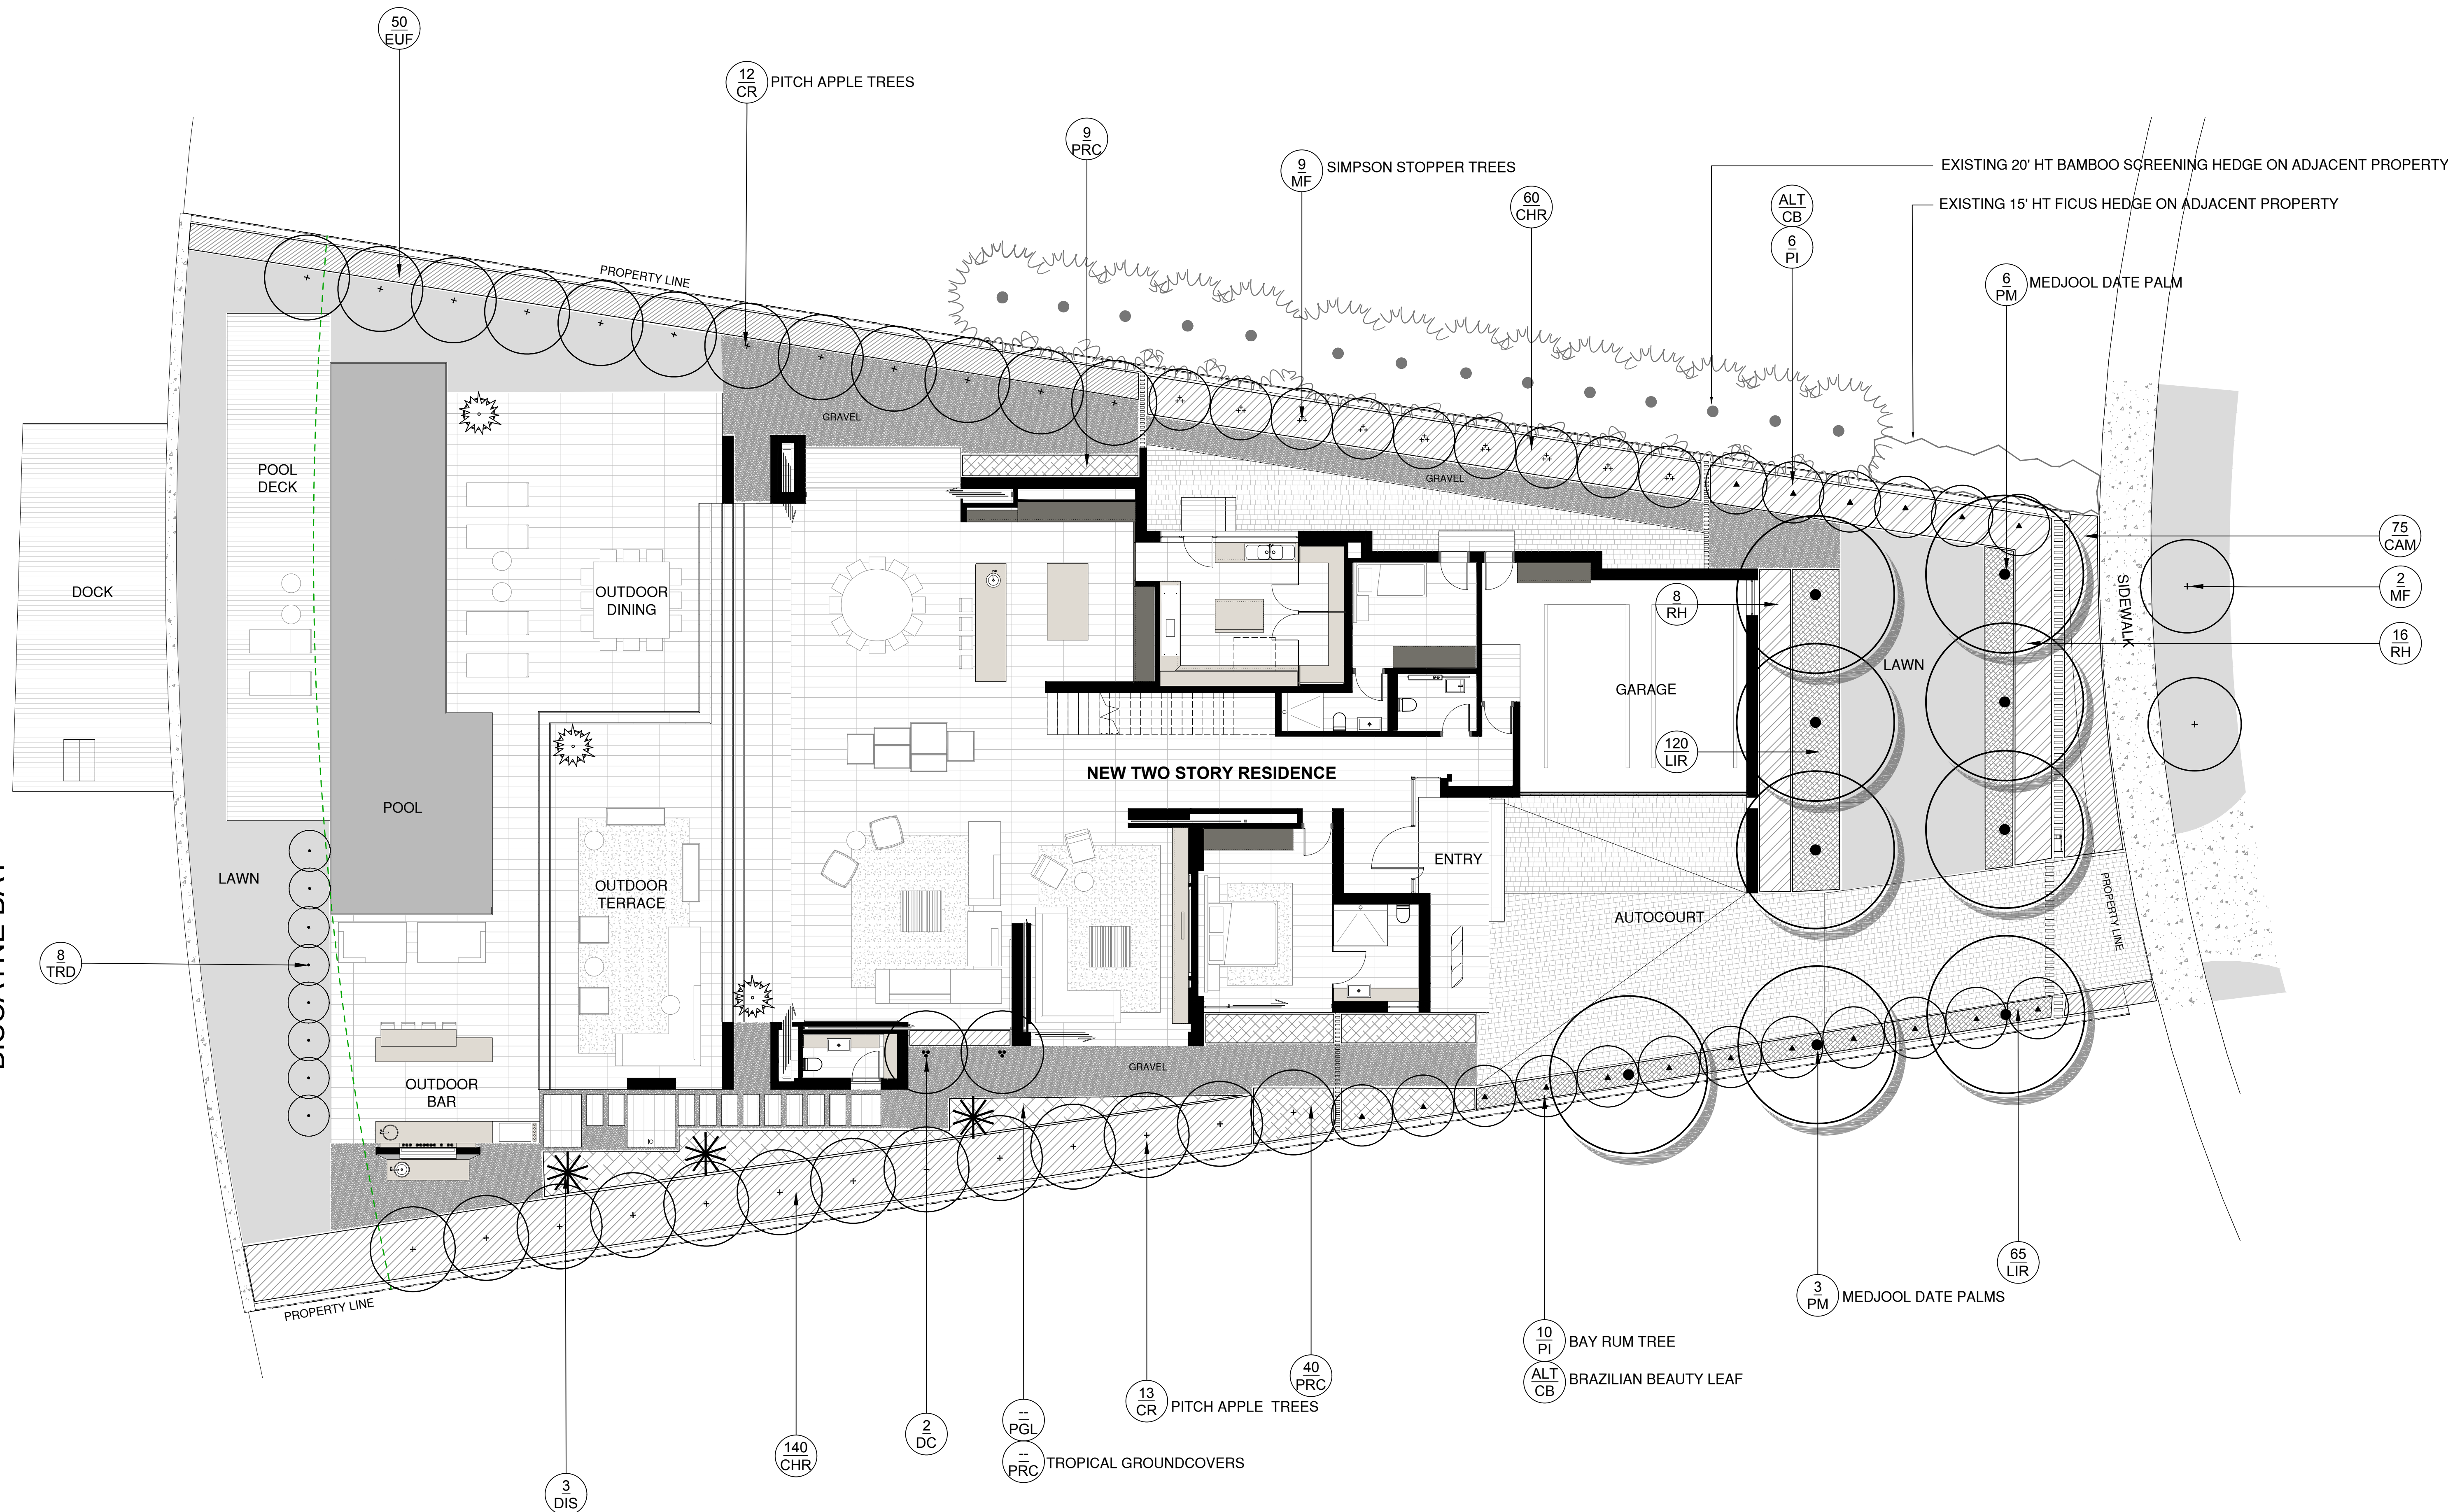 50
EUF
12
CR
PITCH APPLE TREES
9
PRC
9
MF
SIMPSON STOPPER TREES
60
CHR
ALT
CB
6
PI
EXISTING 20' HT BAMBOO SCREENING HEDGE ON ADJACENT PROPERTY
EXISTING 15' HT FICUS HEDGE ON ADJACENT PROPERTY
6
PM
MEDJOOL DATE PALM
PROPERTY LINE
GRAVEL
GRAVEL
POOL
DECK
DOCK
OUTDOOR
DINING
75
CAM
2
MF
16
RH
SIDEWALK
8
RH
LAWN
GARAGE
120
LIR
NEW TWO STORY RESIDENCE
POOL
LAWN
OUTDOOR
TERRACE
ENTRY
AUTOCOURT
PROPERTY LINE
8
TRD
OUTDOOR
BAR
GRAVEL
PROPERTY LINE
65
LIR
3
PM
MEDJOOL DATE PALMS
10
PI
BAY RUM TREE
ALT
CB
BRAZILIAN BEAUTY LEAF
40
PRC
13
CR
PITCH APPLE TREES
--
PGL
--
PRC
TROPICAL GROUNDCOVERS
2
DC
140
CHR
3
DIS